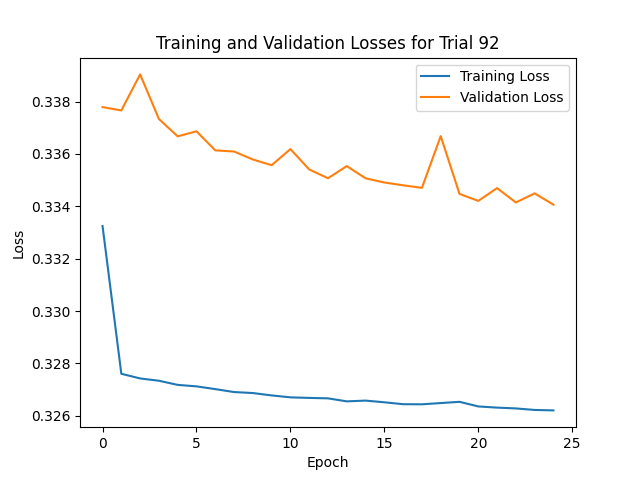 Training and Validation Losses for Trial 92
Training Loss
Validation Loss
0.338
0.336
0.334
0.332
0.330
0.328
0.326
Loss
0
5
10
15
20
25
Epoch